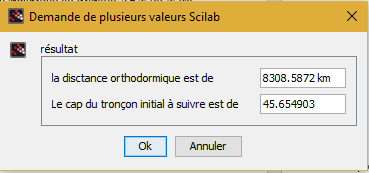 Demande de plusieurs valeurs Scilab
résultat
la disctance orthodormique est de 8308.5872 km
Le cap du tronçon initial à suivre est de 45.654903
Ok Annuler